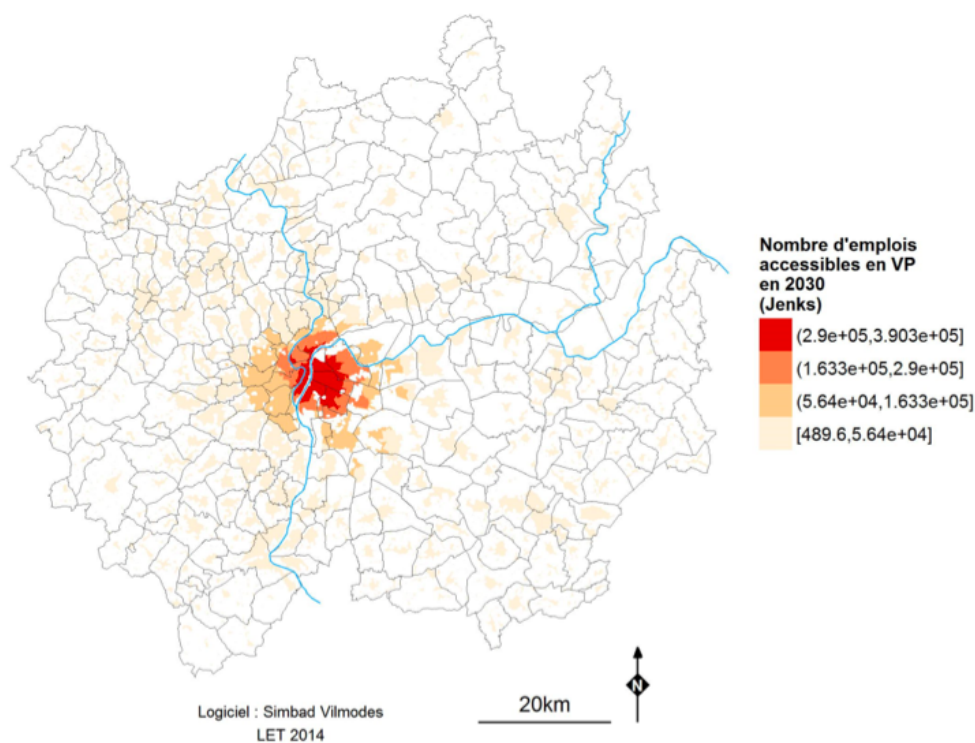 Nombre d'emplois
accessibles en VP
en 2030
(Jenks)
(2.9e+05,3.903e+05]
(1.633e+05,2.9e+05]
(5.64e+04,1.633e+05]
[489.6,5.64e+04]
N
20km
Logiciel : Simbad Vilmodes
LET 2014